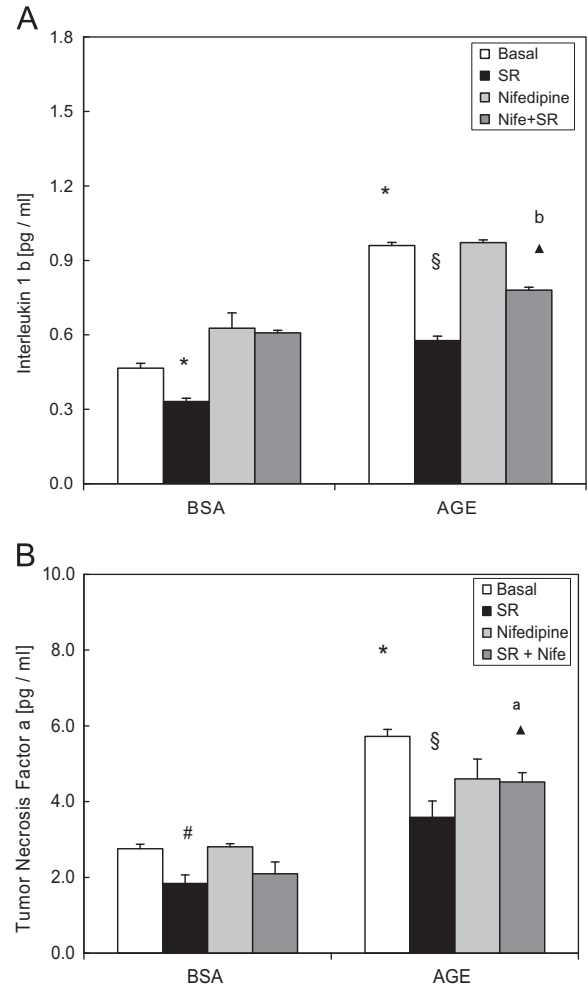 A
1.8
1.5
1.2
0.9
0.6
0.3
0.0
Interleukin 1 b [pg / ml]
Basal
SR
Nifedipine
Nife+SR
*
*
§
b
▲
BSA
AGE
B
10.0
8.0
6.0
4.0
2.0
0.0
Tumor Necrosis Factor a [pg / ml]
Basal
SR
Nifedipine
SR + Nife
#
*
§
a
▲
BSA
AGE